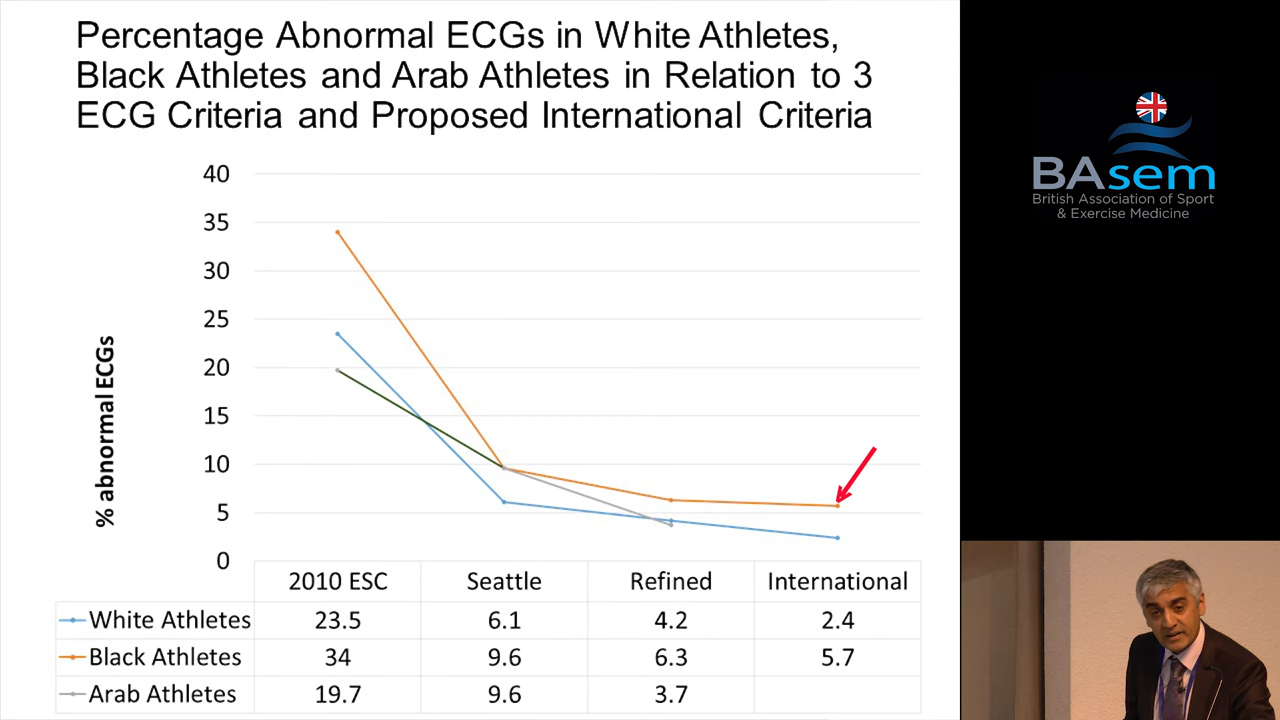 Percentage Abnormal ECGs in White Athletes,
Black Athletes and Arab Athletes in Relation to 3
ECG Criteria and Proposed International Criteria
BAsem
British Association of Sport
& Exercise Medicine
40
35
30
25
20
15
10
5
0
% abnormal ECGs
2010 ESC Seattle Refined International
White Athletes 23.5 6.1 4.2 2.4
Black Athletes 34 9.6 6.3 5.7
Arab Athletes 19.7 9.6 3.7